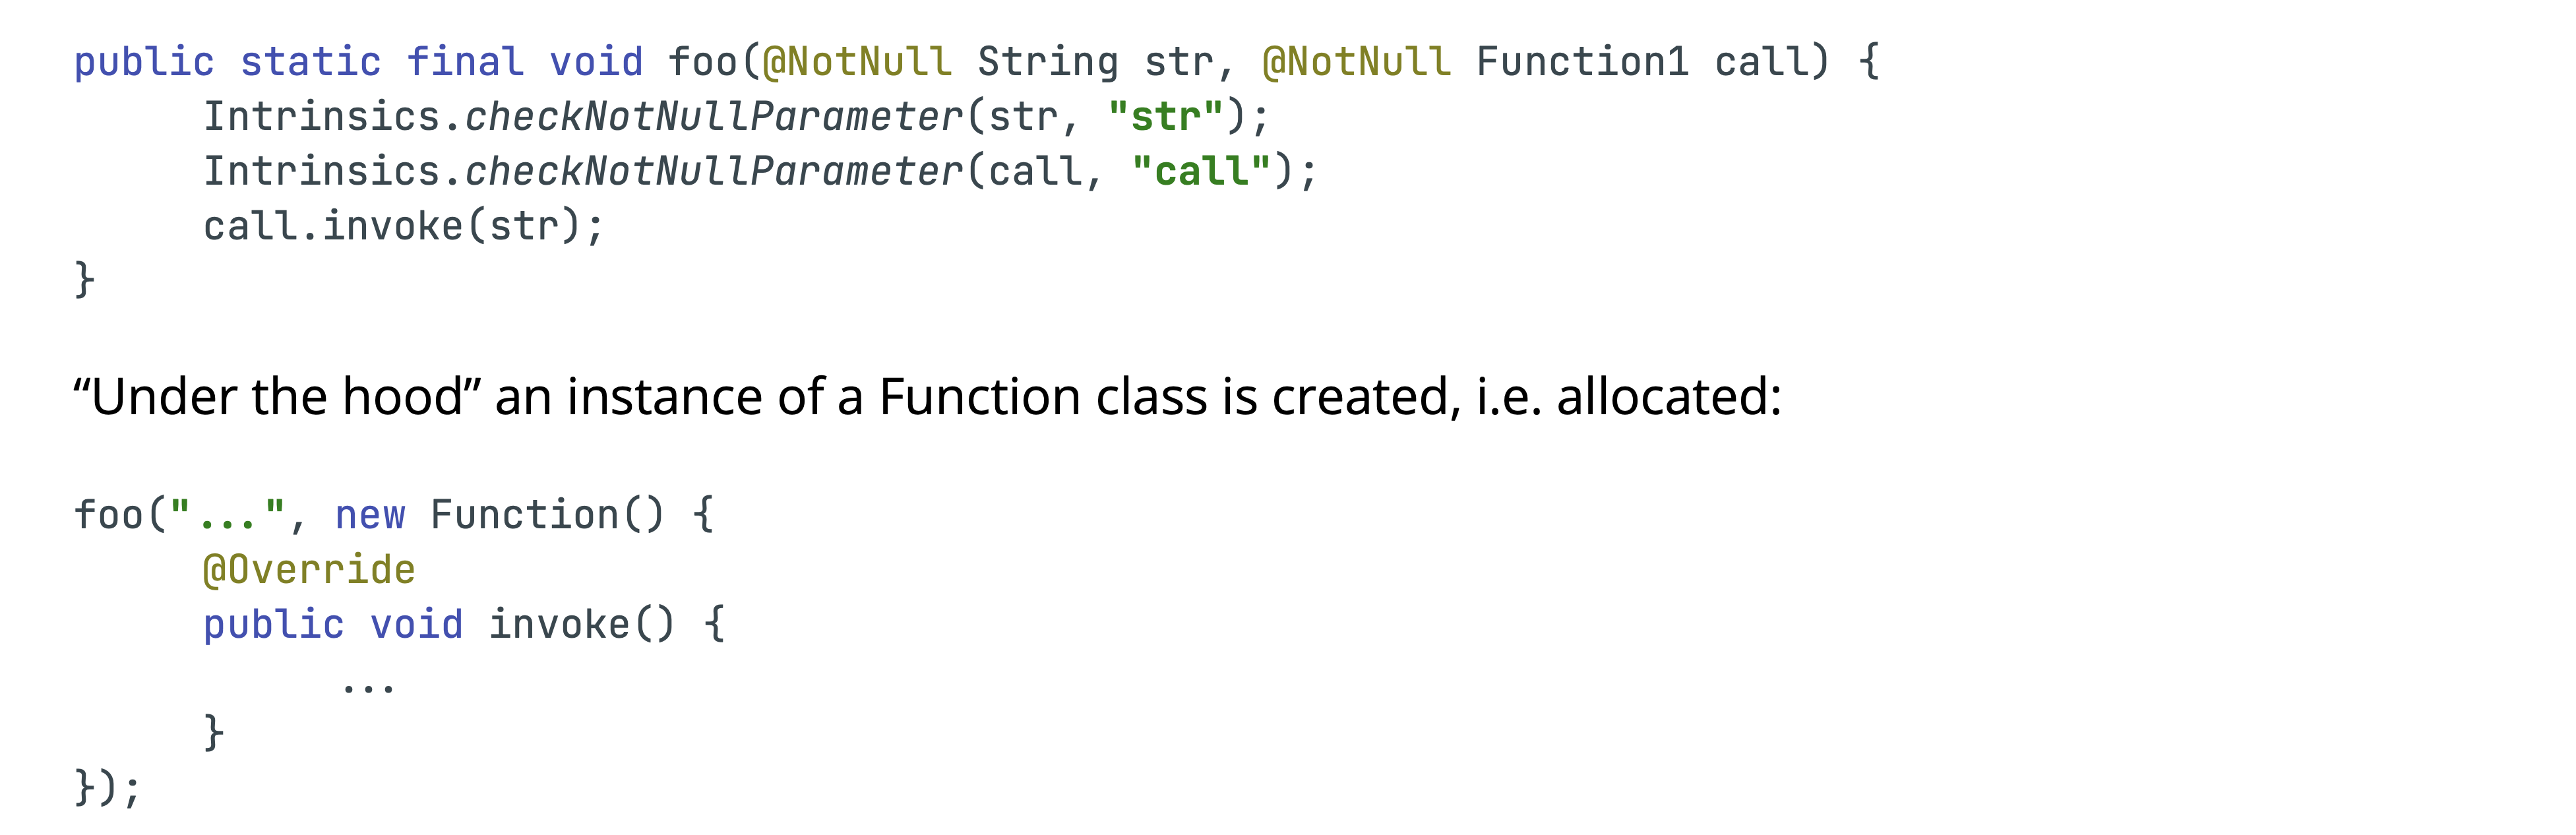 public static final void foo(@NotNull String str, @NotNull Function1 call) {
Intrinsics.checkNotNullParameter(str, "str");
Intrinsics.checkNotNullParameter(call, "call");
call.invoke(str);
}
“Under the hood” an instance of a Function class is created, i.e. allocated:
foo("...", new Function() {
@Override
public void invoke() {
...
}
});